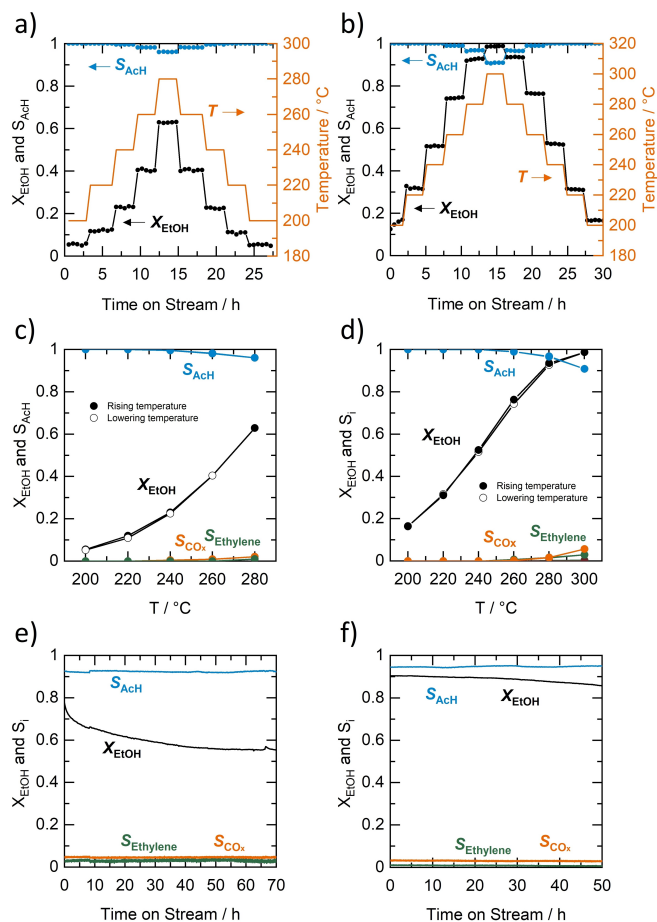 a)
b)
X_EtOH and S_AcH
1
0.8
0.6
0.4
0.2
0
S_AcH
T
X_EtOH
300
280
260
240
220
200
180
Temperature / °C
0 5 10 15 20 25
Time on Stream / h
X_EtOH and S_AcH
1
0.8
0.6
0.4
0.2
0
S_AcH
T
X_EtOH
320
300
280
260
240
220
200
180
Temperature / °C
0 5 10 15 20 25 30
Time on Stream / h
c)
d)
X_EtOH and S_AcH
1
0.8
0.6
0.4
0.2
0
S_AcH
Rising temperature
Lowering temperature
X_EtOH
S_Ethylene
S_COx
200 220 240 260 280
T / °C
X_EtOH and S_i
1
0.8
0.6
0.4
0.2
0
S_AcH
X_EtOH
Rising temperature
Lowering temperature
S_Ethylene
S_COx
200 220 240 260 280 300
T / °C
e)
f)
X_EtOH and S_i
1
0.8
0.6
0.4
0.2
0
S_AcH
X_EtOH
S_Ethylene
S_COx
0 10 20 30 40 50 60 70
Time on Stream / h
X_EtOH and S_i
1
0.8
0.6
0.4
0.2
0
S_AcH
X_EtOH
S_Ethylene
S_COx
0 10 20 30 40 50
Time on Stream / h